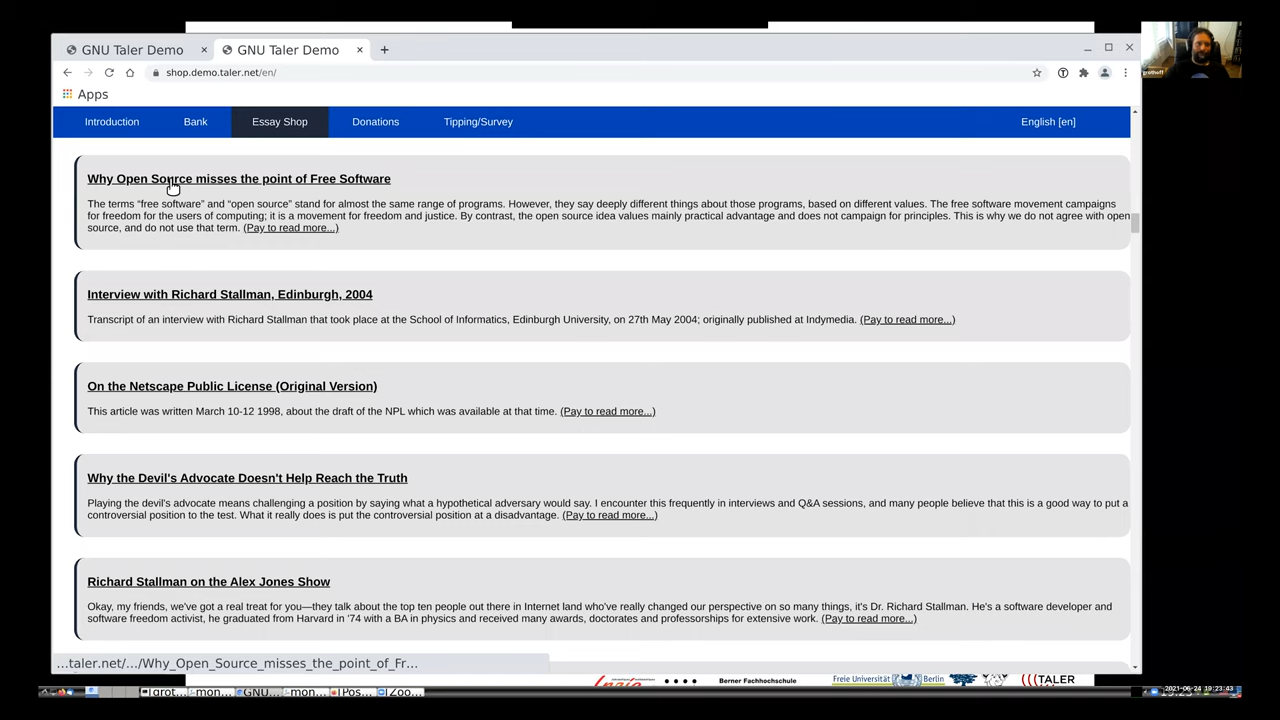 GNU Taler Demo
GNU Taler Demo
shop.demo.taler.net/en/
Apps
Introduction
Bank
Essay Shop
Donations
Tipping/Survey
English [en]
Why Open Source misses the point of Free Software
The terms “free software” and “open source” stand for almost the same range of programs. However, they say deeply different things about those programs, based on different values. The free software movement campaigns
for freedom for the users of computing; it is a movement for freedom and justice. By contrast, the open source idea values mainly practical advantage and does not campaign for principles. This is why we do not agree with open
source, and do not use that term. (Pay to read more...)
Interview with Richard Stallman, Edinburgh, 2004
Transcript of an interview with Richard Stallman that took place at the School of Informatics, Edinburgh University, on 27th May 2004; originally published at Indymedia. (Pay to read more...)
On the Netscape Public License (Original Version)
This article was written March 10-12 1998, about the draft of the NPL which was available at that time. (Pay to read more...)
Why the Devil's Advocate Doesn't Help Reach the Truth
Playing the devil's advocate means challenging a position by saying what a hypothetical adversary would say. I encounter this frequently in interviews and Q&A sessions, and many people believe that this is a good way to put a
controversial position to the test. What it really does is put the controversial position at a disadvantage. (Pay to read more...)
Richard Stallman on the Alex Jones Show
Okay, my friends, we've got a real treat for you—they talk about the top ten people out there in Internet land who've really changed our perspective on so many things, it's Dr. Richard Stallman. He's a software developer and
software freedom activist, he graduated from Harvard in '74 with a BA in physics and received many awards, doctorates and professorships for extensive work. (Pay to read more...)
...taler.net/.../Why_Open_Source_misses_the_point_of_Fr...
Berner Fachhochschule
Freie Universität Berlin
TALER
grothoff
2021-06-24 19:23:43